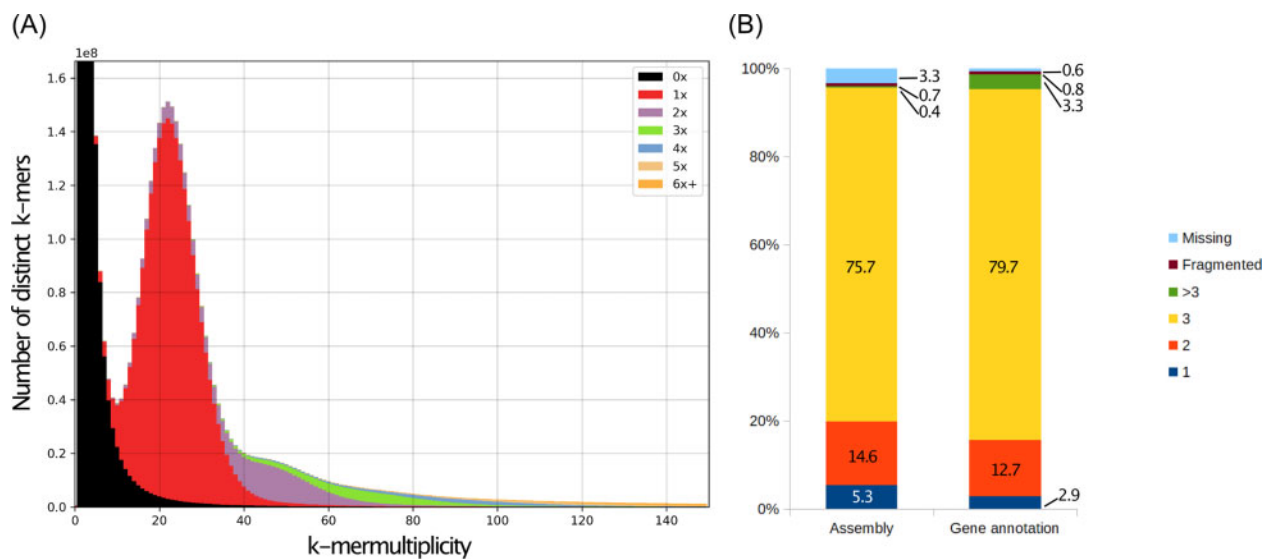 (A)
1e8
1.6
1.4
1.2
1.0
0.8
0.6
0.4
0.2
0.0
0
20
40
60
80
100
120
140
Number of distinct k-mers
k-mermultiplicity
0x
1x
2x
3x
4x
5x
6x+
(B)
100%
80%
60%
40%
20%
0%
3.3
0.7
0.4
75.7
14.6
5.3
Assembly
0.6
0.8
3.3
79.7
12.7
2.9
Gene annotation
Missing
Fragmented
>3
3
2
1